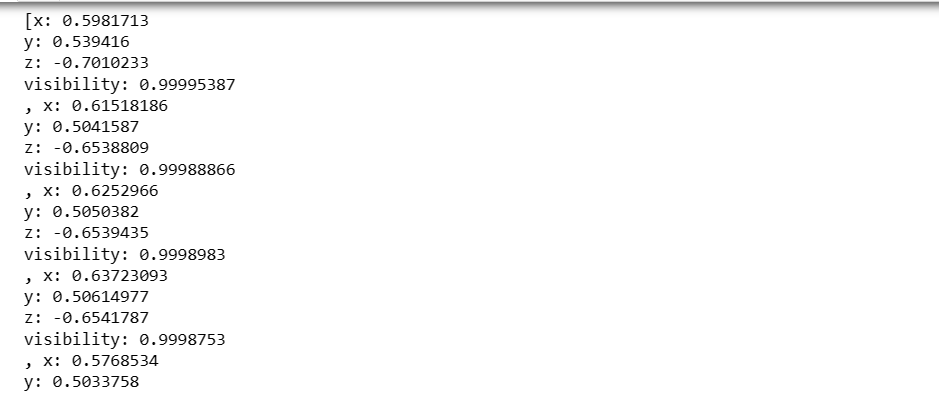 [x: 0.5981713
y: 0.539416
z: -0.7010233
visibility: 0.99995387
, x: 0.61518186
y: 0.5041587
z: -0.6538809
visibility: 0.99988866
, x: 0.6252966
y: 0.5050382
z: -0.6539435
visibility: 0.9998983
, x: 0.63723093
y: 0.50614977
z: -0.6541787
visibility: 0.9998753
, x: 0.5768534
y: 0.5033758